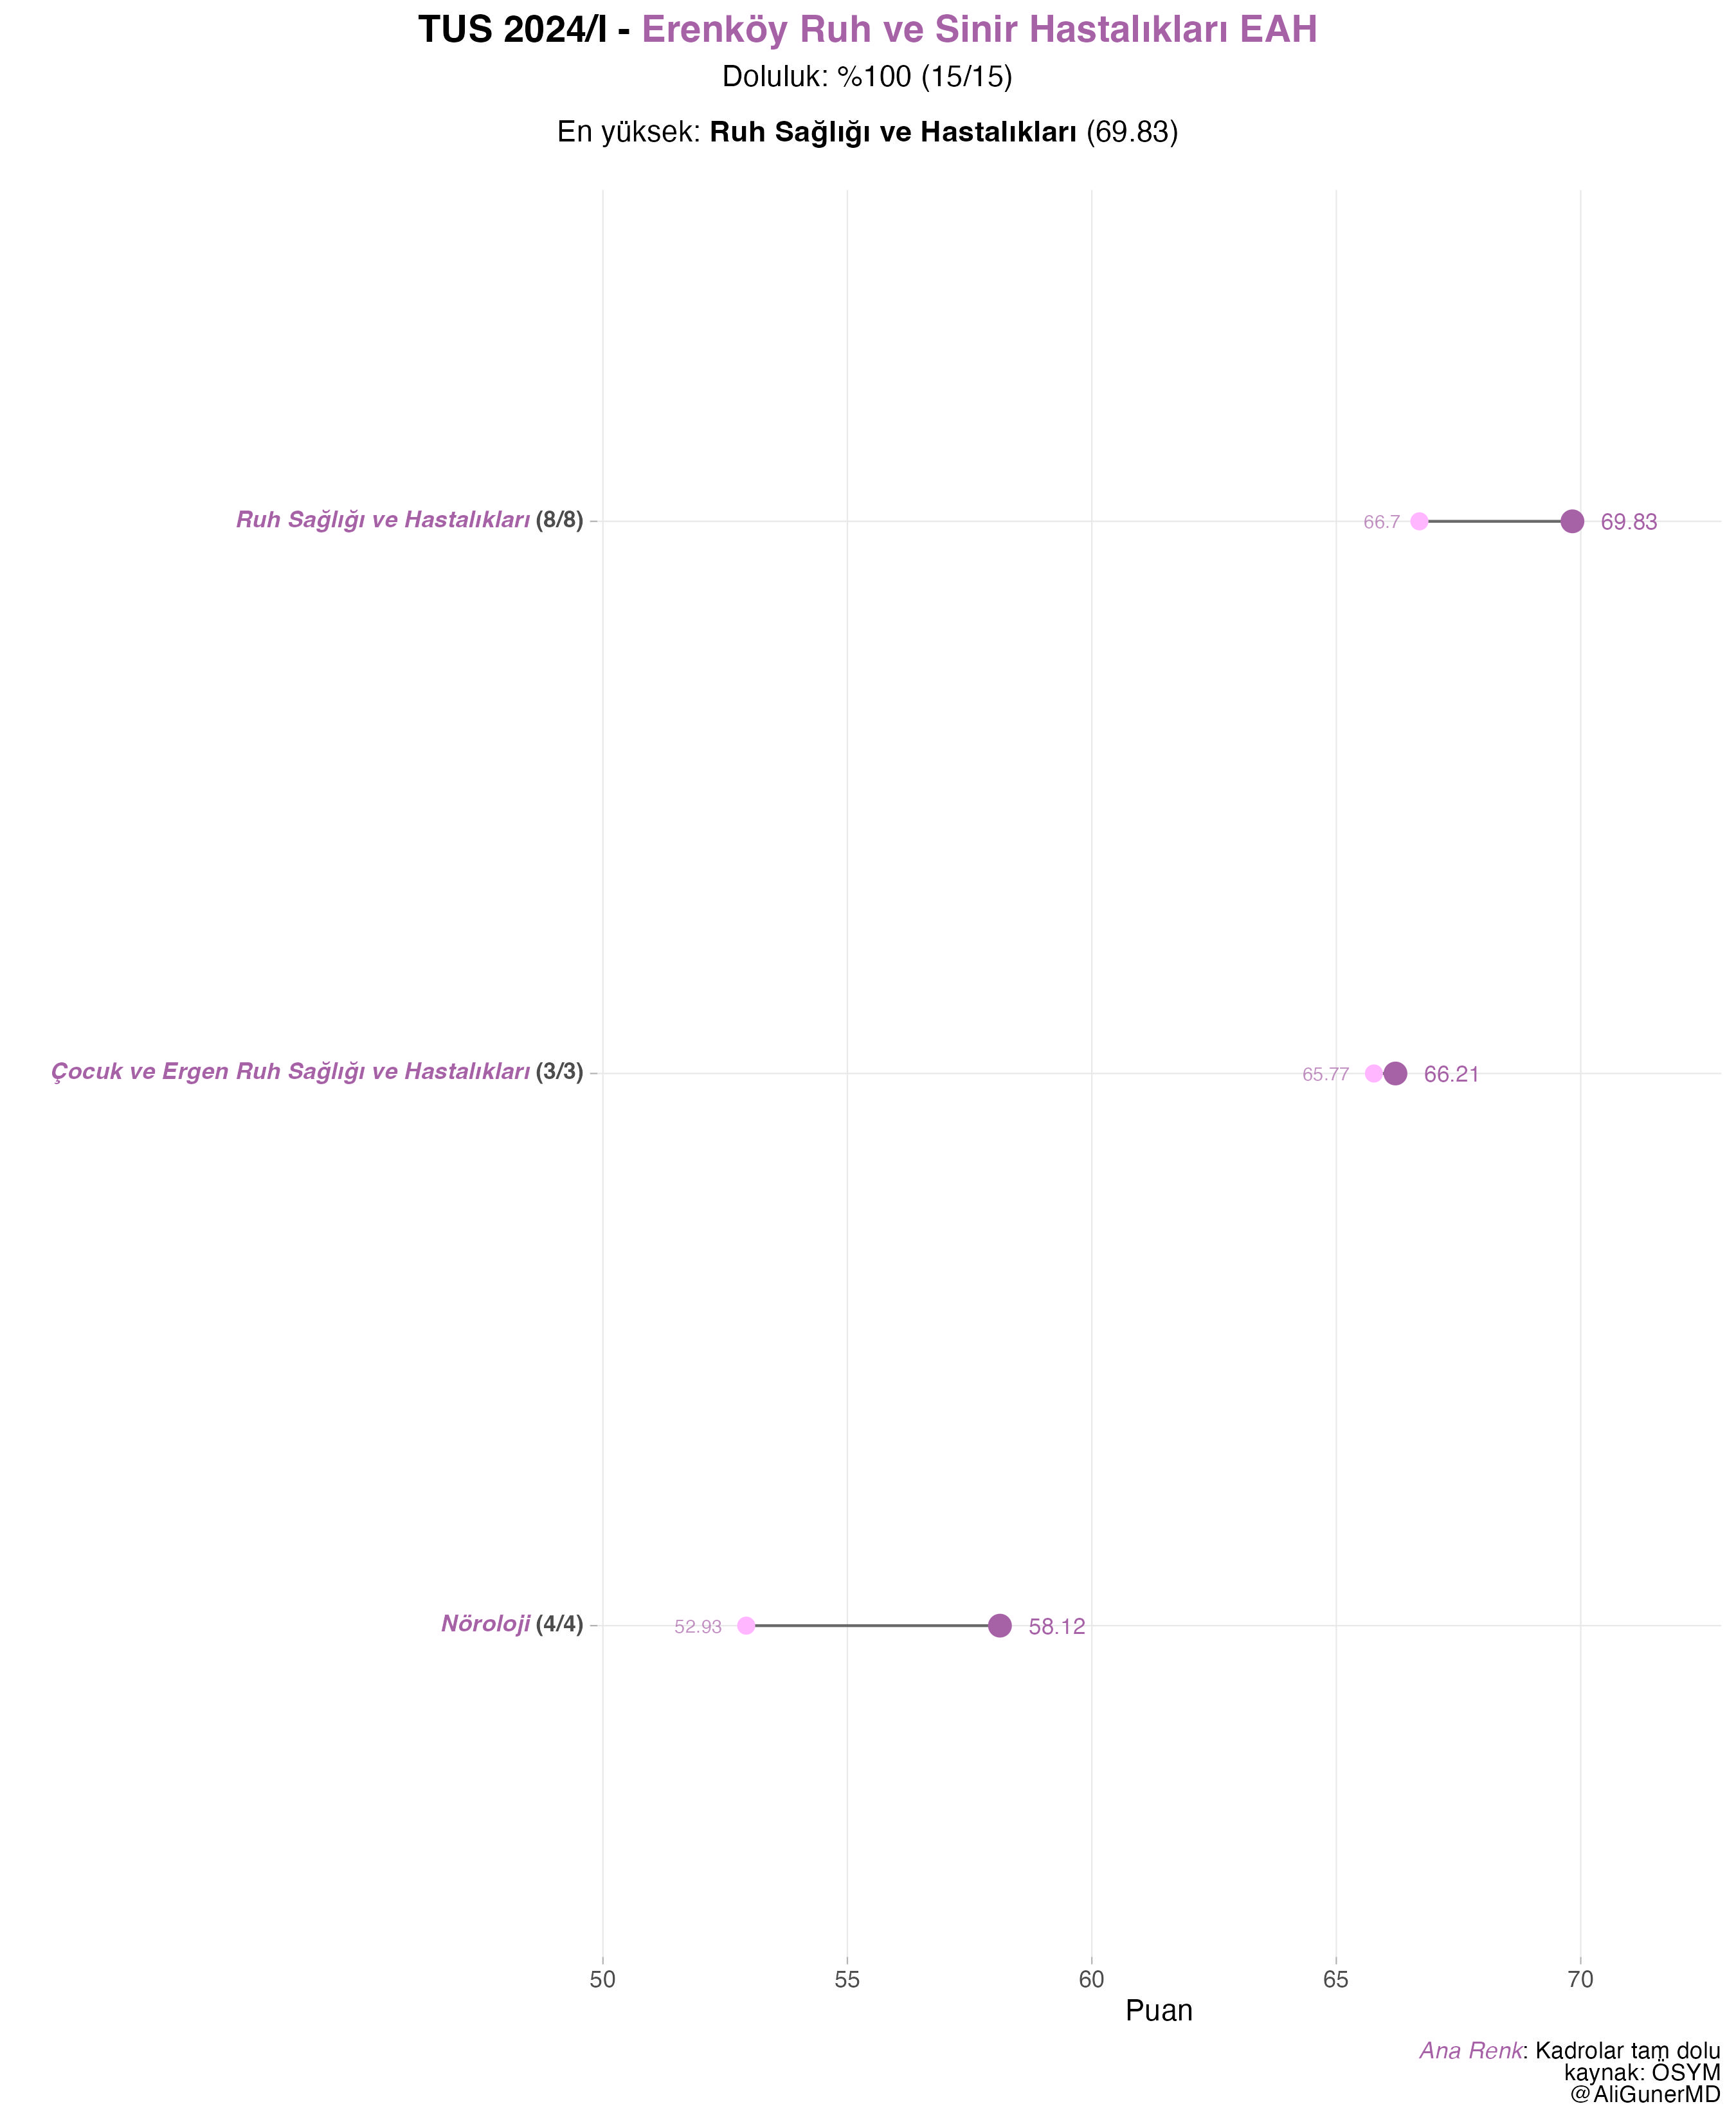 TUS 2024/I - Erenköy Ruh ve Sinir Hastalıkları EAH
Doluluk: %100 (15/15)
En yüksek: Ruh Sağlığı ve Hastalıkları (69.83)
Ruh Sağlığı ve Hastalıkları (8/8)
66.7
69.83
Çocuk ve Ergen Ruh Sağlığı ve Hastalıkları (3/3)
65.77
66.21
Nöroloji (4/4)
52.93
58.12
50 55 60 65 70
Puan
Ana Renk: Kadrolar tam dolu
kaynak: ÖSYM
@AliGunerMD